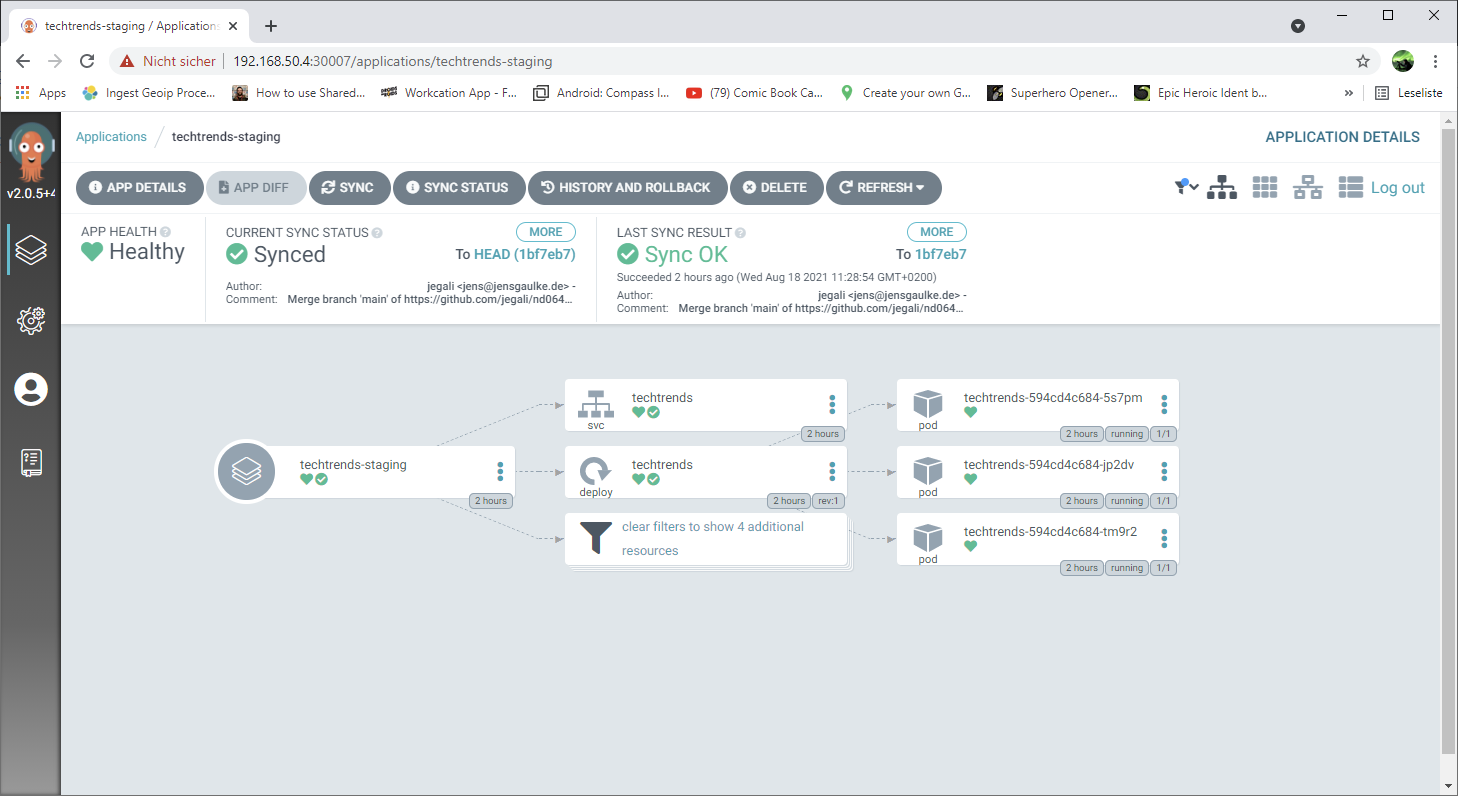 techtrends-staging / Applications
Nicht sicher 192.168.50.4:30007/applications/techtrends-staging
Apps Ingest Geoip Proce... How to use Shared... Workcation App - F... Android: Compass I... (79) Comic Book Ca... Create your own G... Superhero Opener... Epic Heroic Ident b... » Leseliste
v2.0.5+4
Applications / techtrends-staging APPLICATION DETAILS
APP DETAILS APP DIFF SYNC SYNC STATUS HISTORY AND ROLLBACK DELETE REFRESH Log out
APP HEALTH
Healthy
CURRENT SYNC STATUS MORE
Synced To HEAD (1bf7eb7)
Author: jegali <jens@jensgaulke.de> -
Comment: Merge branch 'main' of https://github.com/jegali/nd064...
LAST SYNC RESULT MORE
Sync OK To 1bf7eb7
Succeeded 2 hours ago (Wed Aug 18 2021 11:28:54 GMT+0200)
Author: jegali <jens@jensgaulke.de> -
Comment: Merge branch 'main' of https://github.com/jegali/nd064...
techtrends-staging
2 hours
techtrends
svc
2 hours
techtrends
deploy
2 hours rev:1
clear filters to show 4 additional
resources
techtrends-594cd4c684-5s7pm
pod
2 hours running 1/1
techtrends-594cd4c684-jp2dv
pod
2 hours running 1/1
techtrends-594cd4c684-tm9r2
pod
2 hours running 1/1